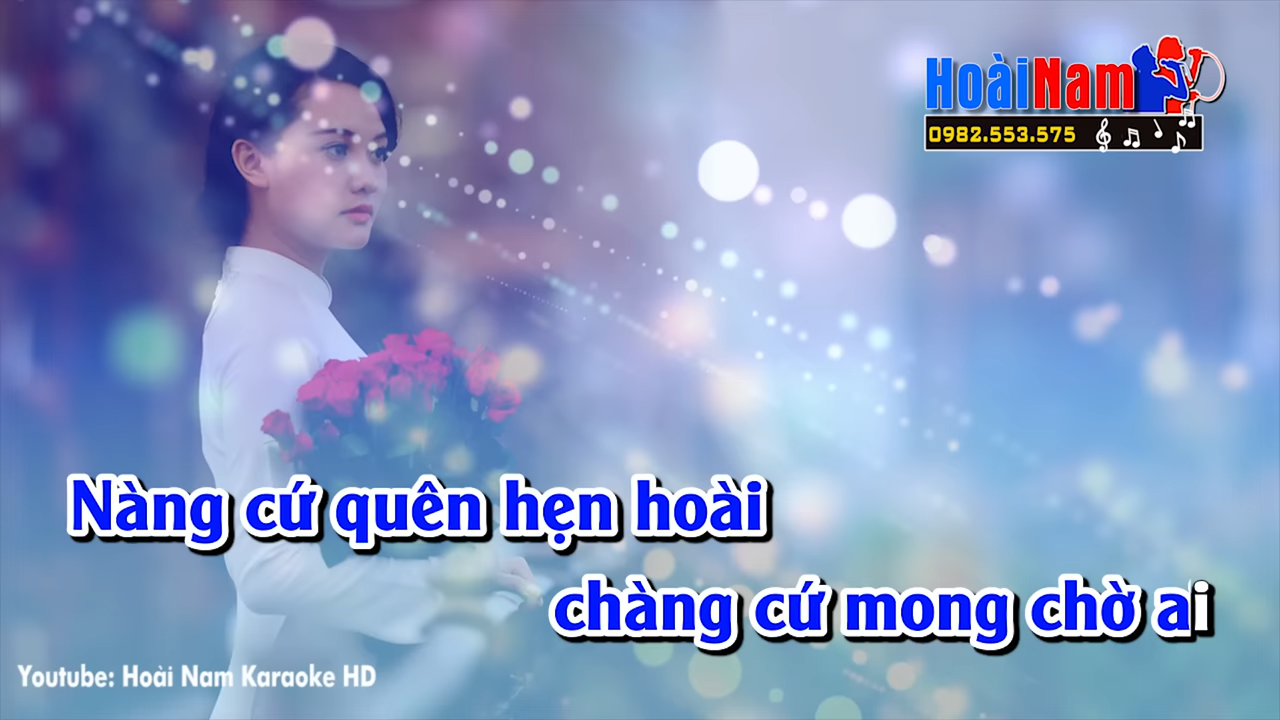 HoàiNam
0982.553.575
Nàng cứ quên hẹn hoài
chàng cứ mong chờ ai
Youtube: Hoài Nam Karaoke HD